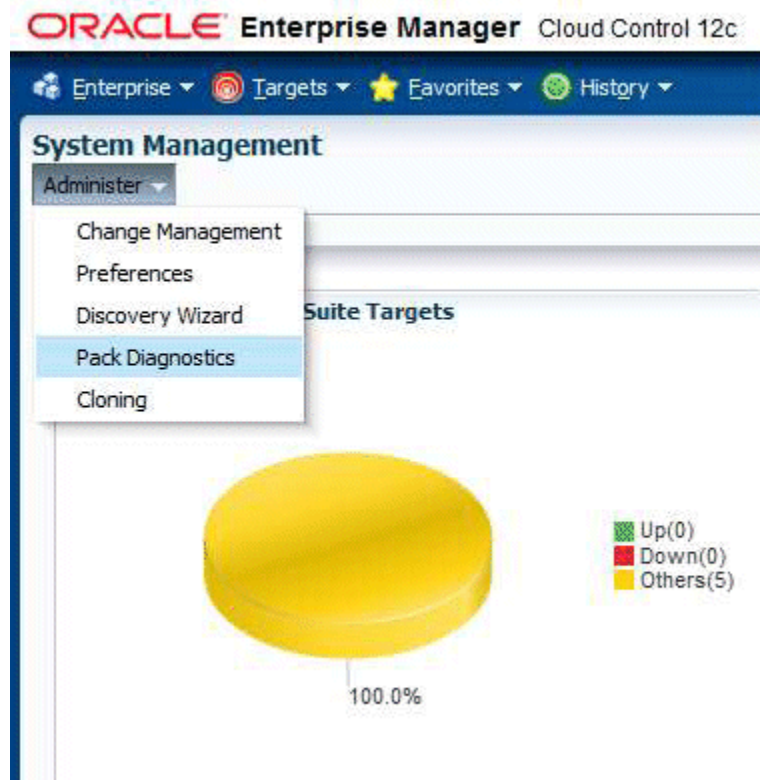 ORACLE Enterprise Manager Cloud Control 12c
Enterprise Targets Favorites History
System Management
Administer
Change Management
Preferences
Discovery Wizard
Suite Targets
Pack Diagnostics
Cloning
Up(0)
Down(0)
Others(5)
100.0%